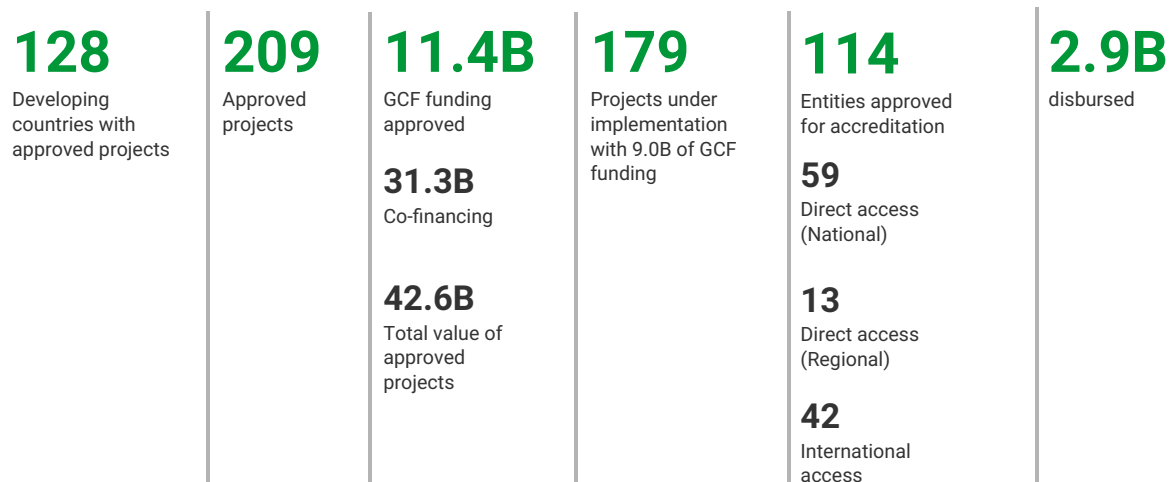 128
Developing
countries with
approved projects
209
Approved
projects
11.4B
GCF funding
approved
31.3B
Co-financing
42.6B
Total value of
approved
projects
179
Projects under
implementation
with 9.0B of GCF
funding
114
Entities approved
for accreditation
59
Direct access
(National)
13
Direct access
(Regional)
42
International
access
2.9B
disbursed